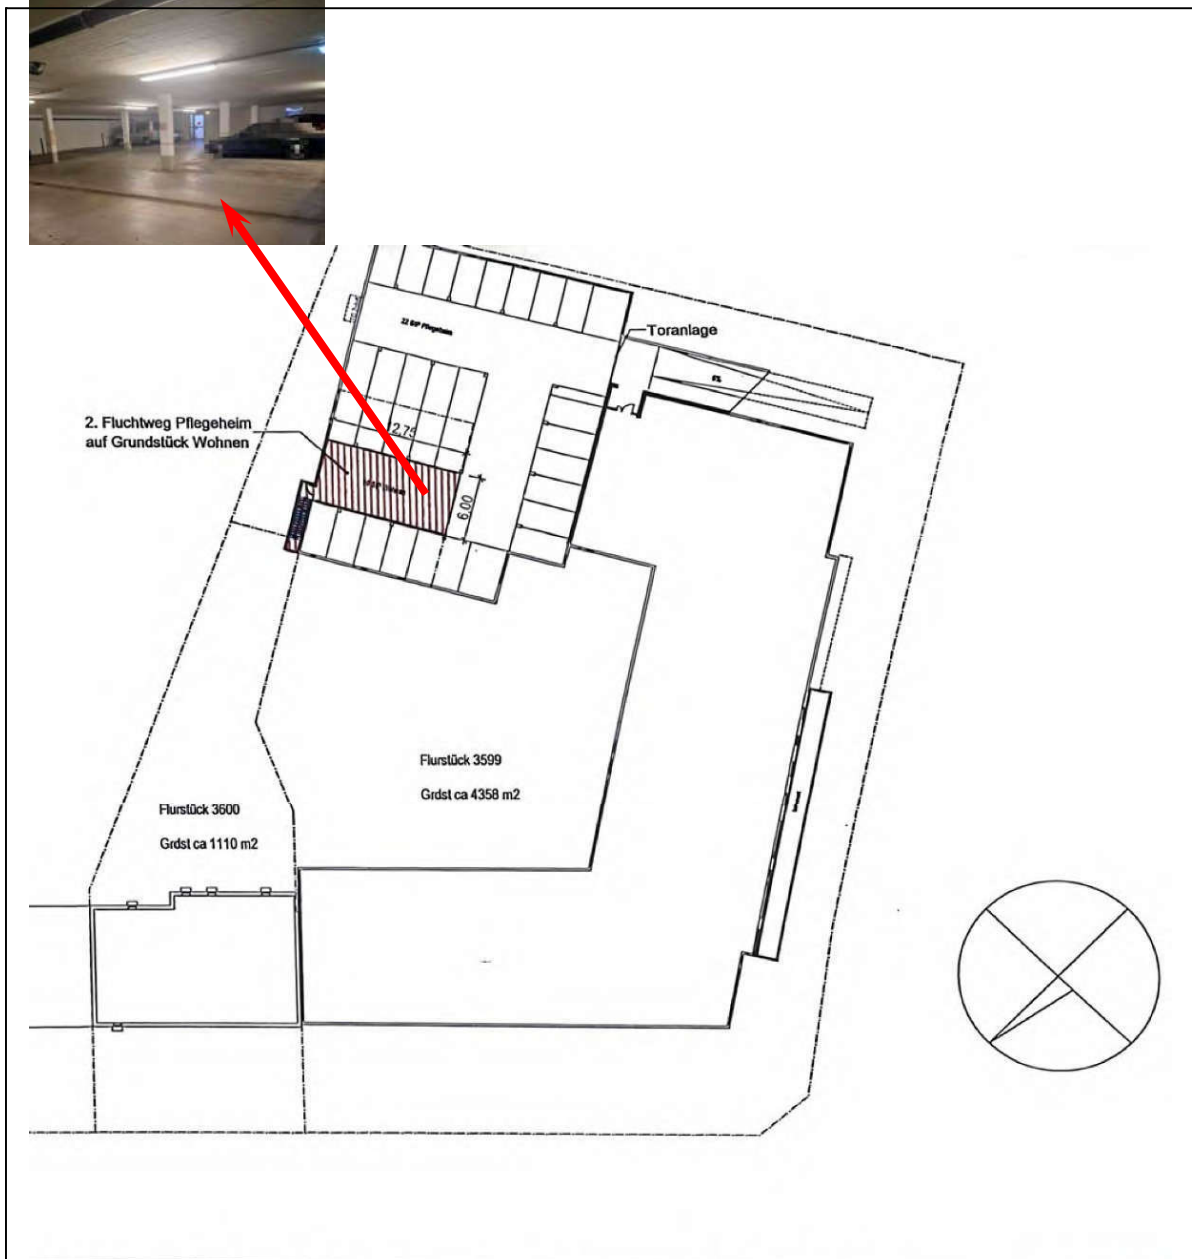 Toranlage
2. Fluchtweg Pflegeheim
auf Grundstück Wohnen
2,75
6,00
Flurstück 3599
Grdst ca 4358 m2
Flurstück 3600
Grdst ca 1110 m2
Pflegeheim